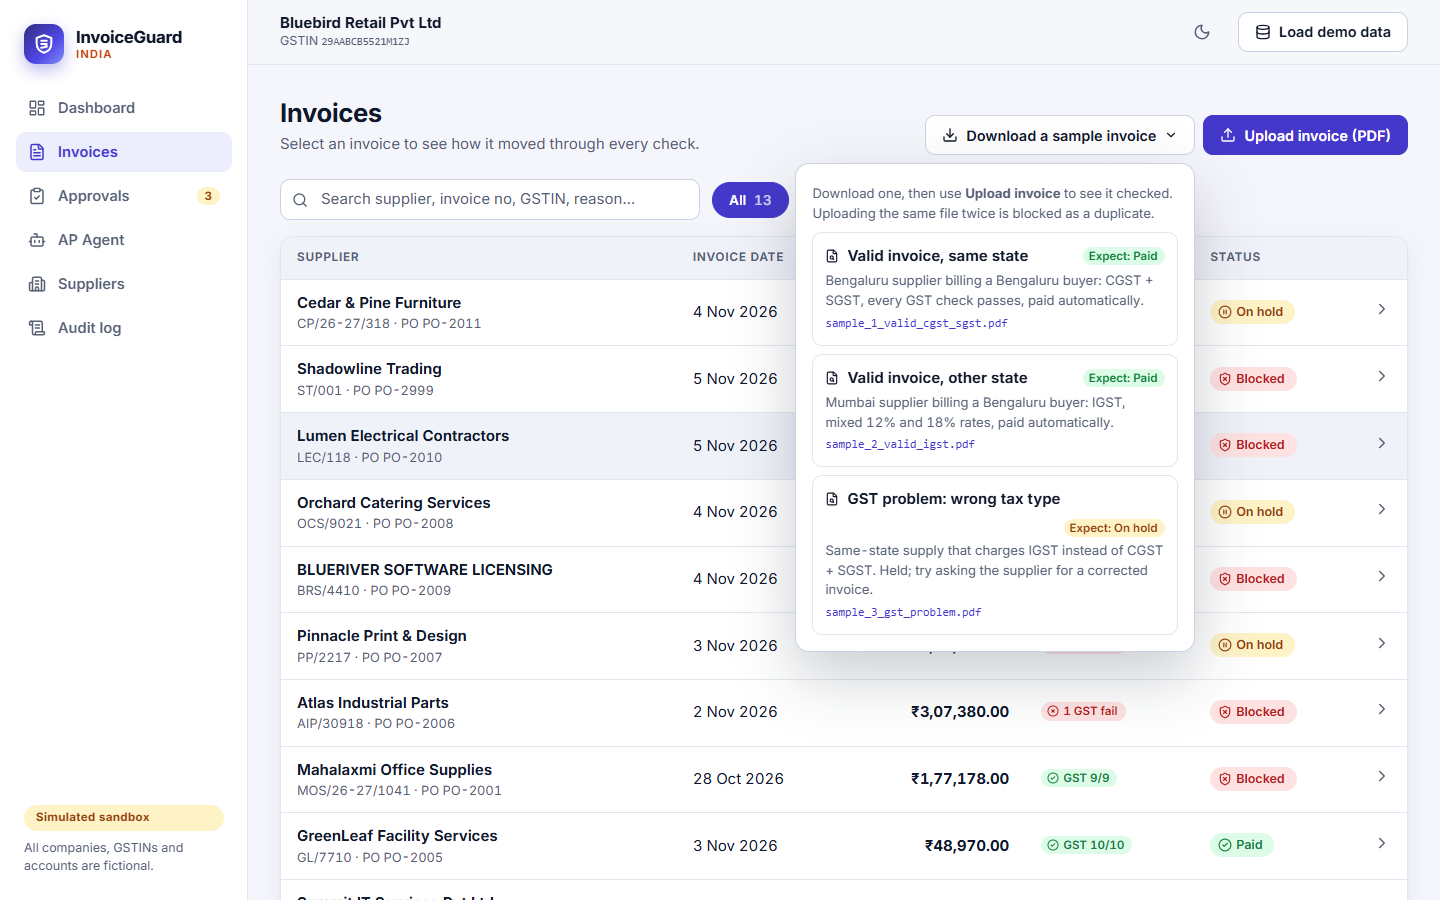 InvoiceGuard
INDIA
Dashboard
Invoices
Approvals 3
AP Agent
Suppliers
Audit log
Simulated sandbox
All companies, GSTINs and
accounts are fictional.
Bluebird Retail Pvt Ltd
GSTIN 29AABCB5521M1ZJ
Load demo data
Invoices
Select an invoice to see how it moved through every check.
Download a sample invoice
Upload invoice (PDF)
Search supplier, invoice no, GSTIN, reason...
All 13
Download one, then use Upload invoice to see it checked.
Uploading the same file twice is blocked as a duplicate.
Valid invoice, same state Expect: Paid
Bengaluru supplier billing a Bengaluru buyer: CGST +
SGST, every GST check passes, paid automatically.
sample_1_valid_cgst_sgst.pdf
Valid invoice, other state Expect: Paid
Mumbai supplier billing a Bengaluru buyer: IGST,
mixed 12% and 18% rates, paid automatically.
sample_2_valid_igst.pdf
GST problem: wrong tax type
Expect: On hold
Same-state supply that charges IGST instead of CGST
+ SGST. Held; try asking the supplier for a corrected
invoice.
sample_3_gst_problem.pdf
SUPPLIER INVOICE DATE STATUS
Cedar & Pine Furniture
CP/26-27/318 · PO PO-2011
4 Nov 2026 On hold
Shadowline Trading
ST/001 · PO PO-2999
5 Nov 2026 Blocked
Lumen Electrical Contractors
LEC/118 · PO PO-2010
5 Nov 2026 Blocked
Orchard Catering Services
OCS/9021 · PO PO-2008
4 Nov 2026 On hold
BLUERIVER SOFTWARE LICENSING
BRS/4410 · PO PO-2009
4 Nov 2026 Blocked
Pinnacle Print & Design
PP/2217 · PO PO-2007
3 Nov 2026 On hold
Atlas Industrial Parts
AIP/30918 · PO PO-2006
2 Nov 2026 ₹3,07,380.00 1 GST fail Blocked
Mahalaxmi Office Supplies
MOS/26-27/1041 · PO PO-2001
28 Oct 2026 ₹1,77,178.00 GST 9/9 Blocked
GreenLeaf Facility Services
GL/7710 · PO PO-2005
3 Nov 2026 ₹48,970.00 GST 10/10 Paid